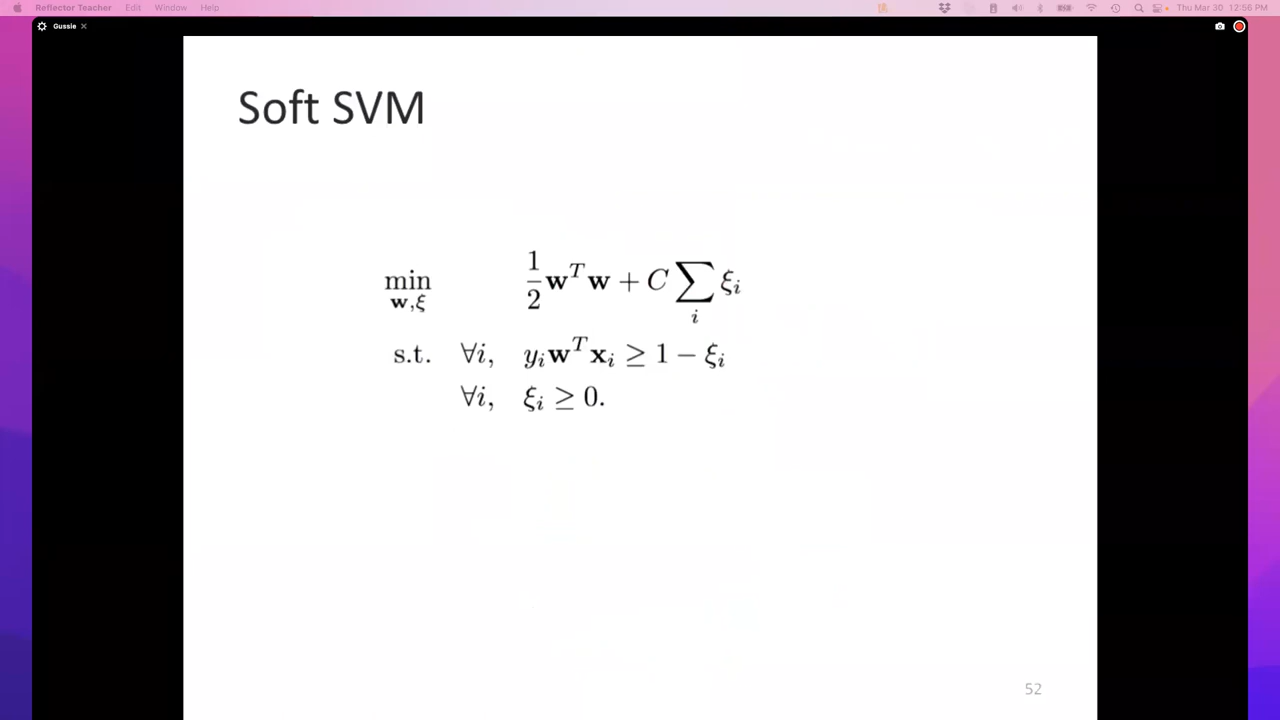 Reflector Teacher Edit Window Help Thu Mar 30 12:56 PM
Gussie
Soft SVM
min 1/2 𝐰ᵀ𝐰 + C ∑ ξᵢ
𝐰,ξ i
s.t. ∀i, yᵢ𝐰ᵀ𝐱ᵢ ≥ 1 − ξᵢ
∀i, ξᵢ ≥ 0.
52